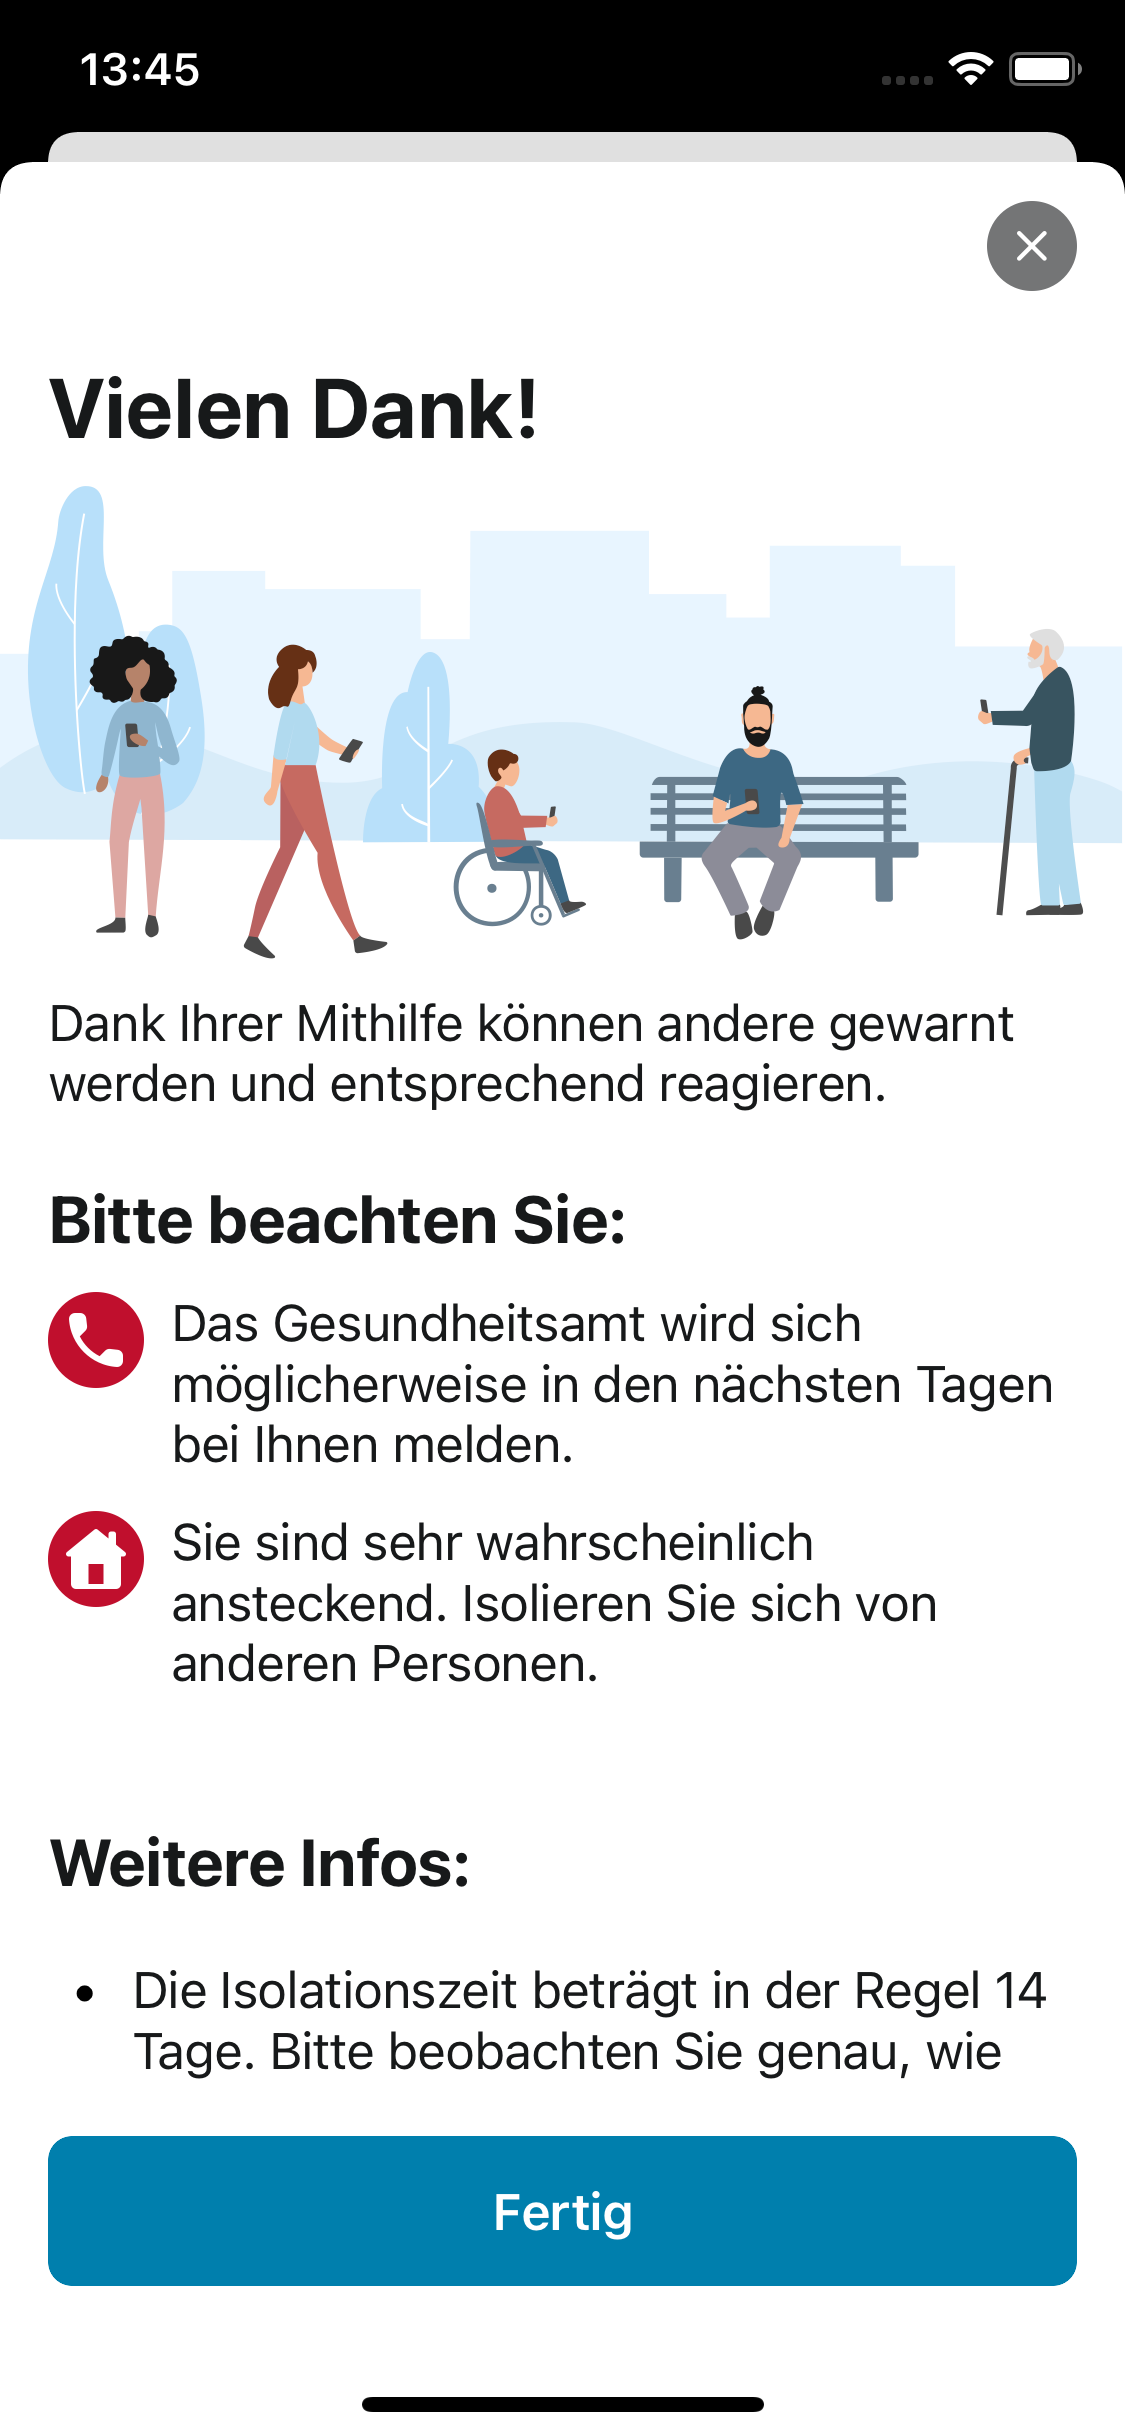 13:45
Vielen Dank!
Dank Ihrer Mithilfe können andere gewarnt
werden und entsprechend reagieren.
Bitte beachten Sie:
Das Gesundheitsamt wird sich
möglicherweise in den nächsten Tagen
bei Ihnen melden.
Sie sind sehr wahrscheinlich
ansteckend. Isolieren Sie sich von
anderen Personen.
Weitere Infos:
• Die Isolationszeit beträgt in der Regel 14
Tage. Bitte beobachten Sie genau, wie
Fertig